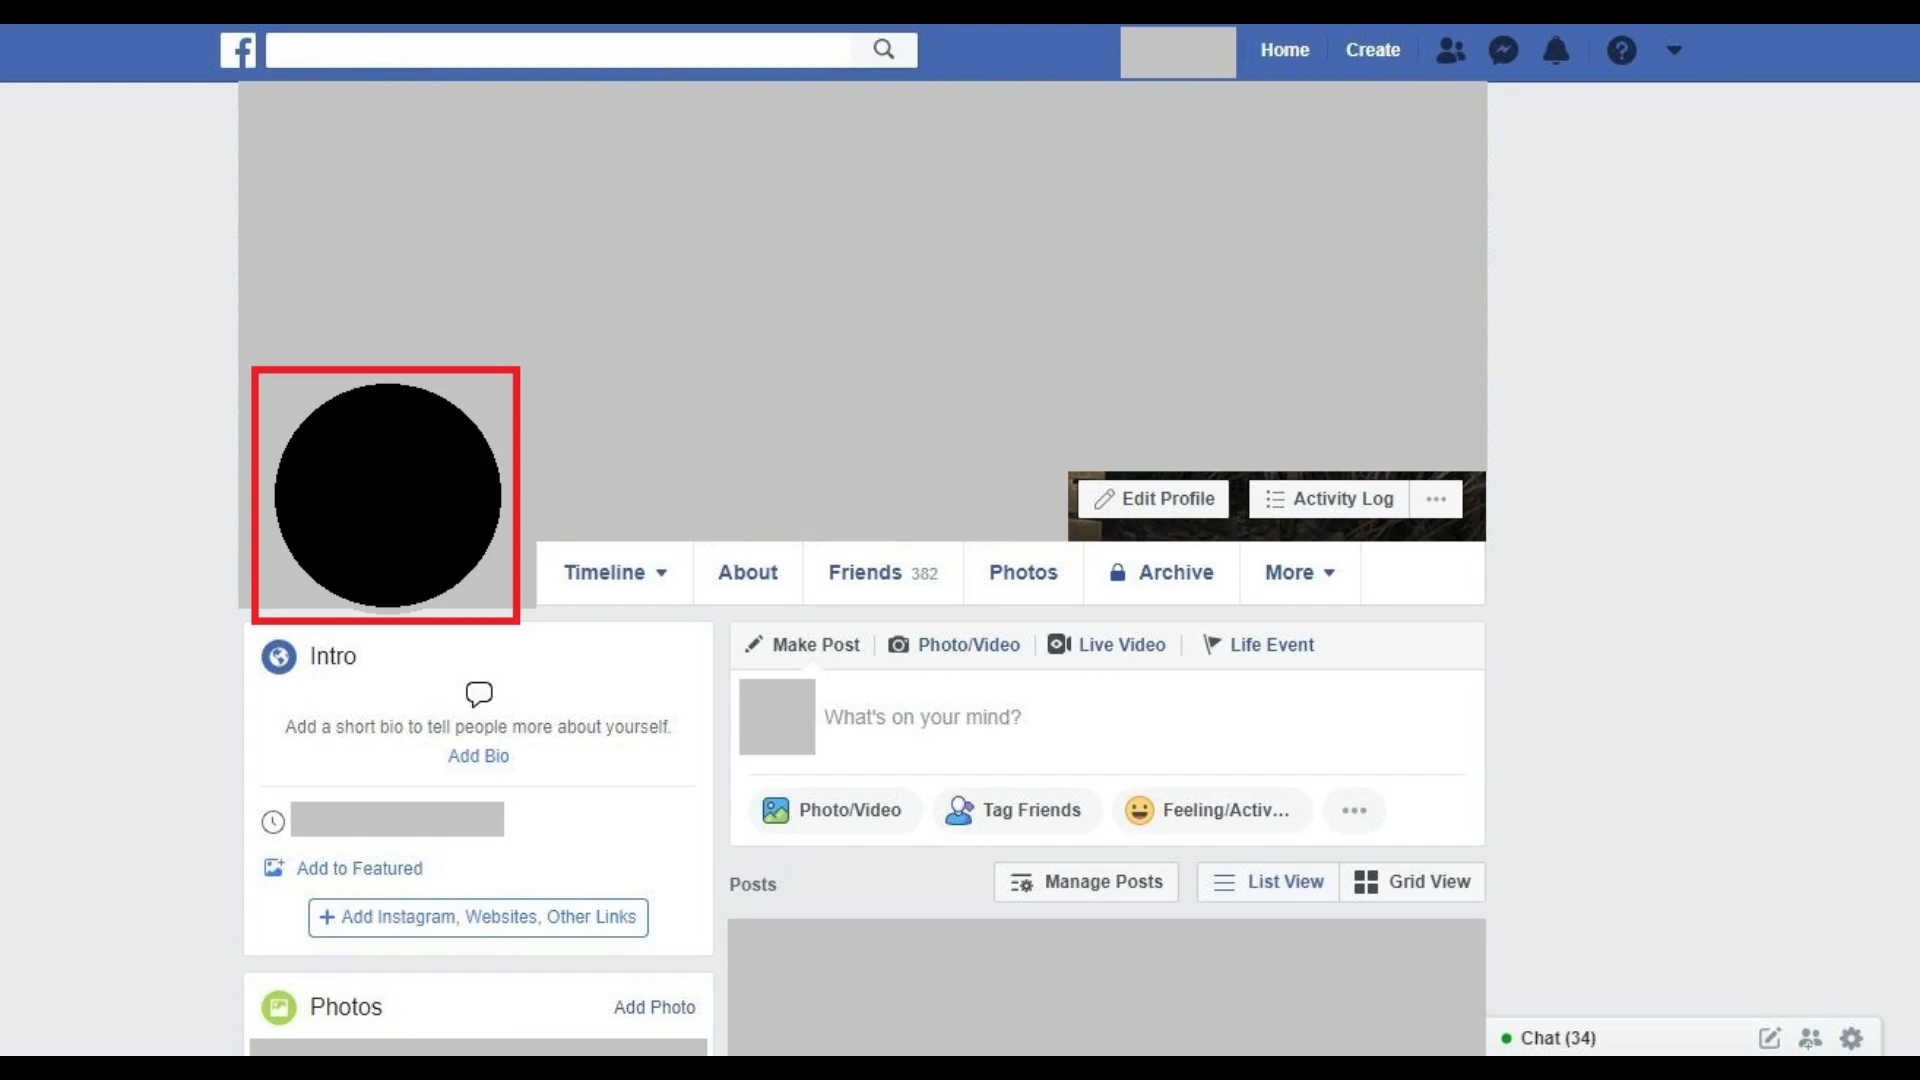 Home Create
Edit Profile Activity Log
Timeline About Friends 382 Photos Archive More
Intro
Add a short bio to tell people more about yourself.
Add Bio
Add to Featured
+ Add Instagram, Websites, Other Links
Photos Add Photo
Make Post Photo/Video Live Video Life Event
What's on your mind?
Photo/Video Tag Friends Feeling/Activ...
Posts Manage Posts List View Grid View
Chat (34)